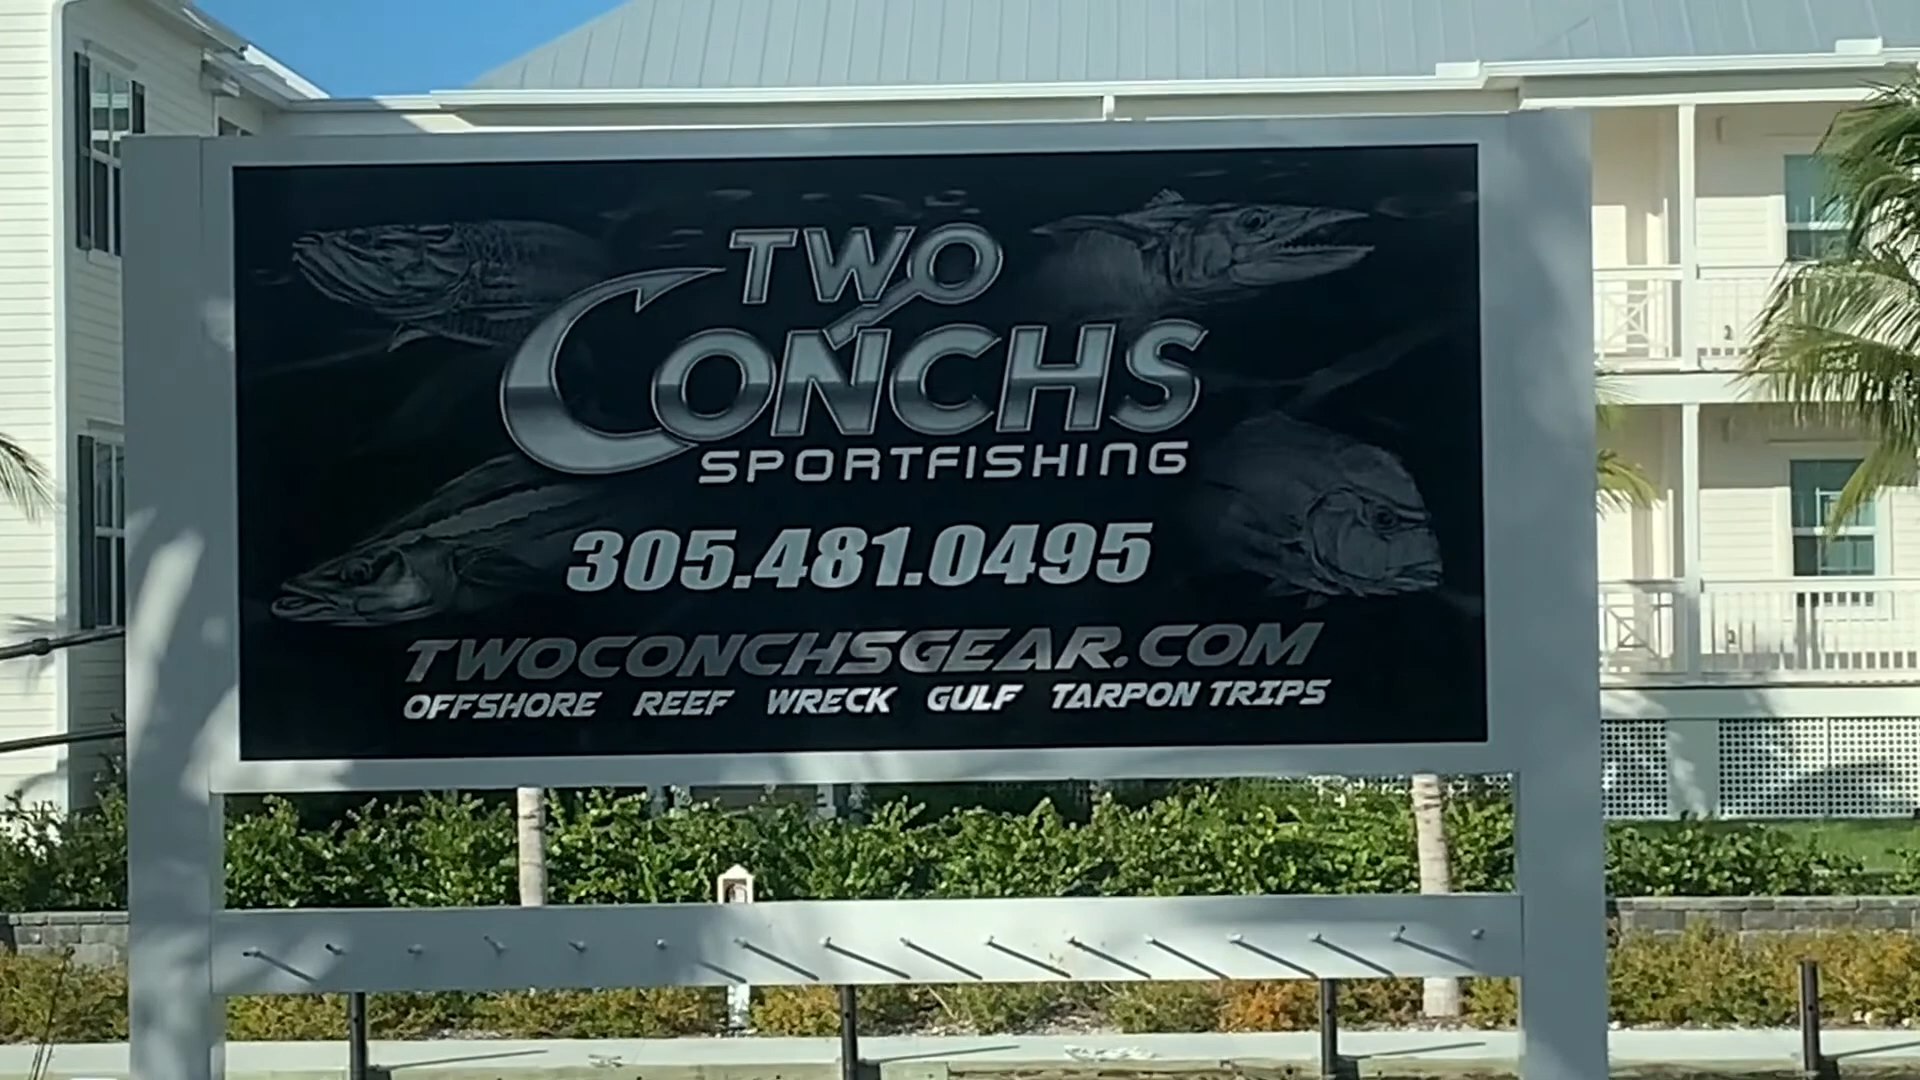 TWO
CONCHS
SPORTFISHING
305.481.0495
TWOCONCHSGEAR.COM
OFFSHORE REEF WRECK GULF TARPON TRIPS